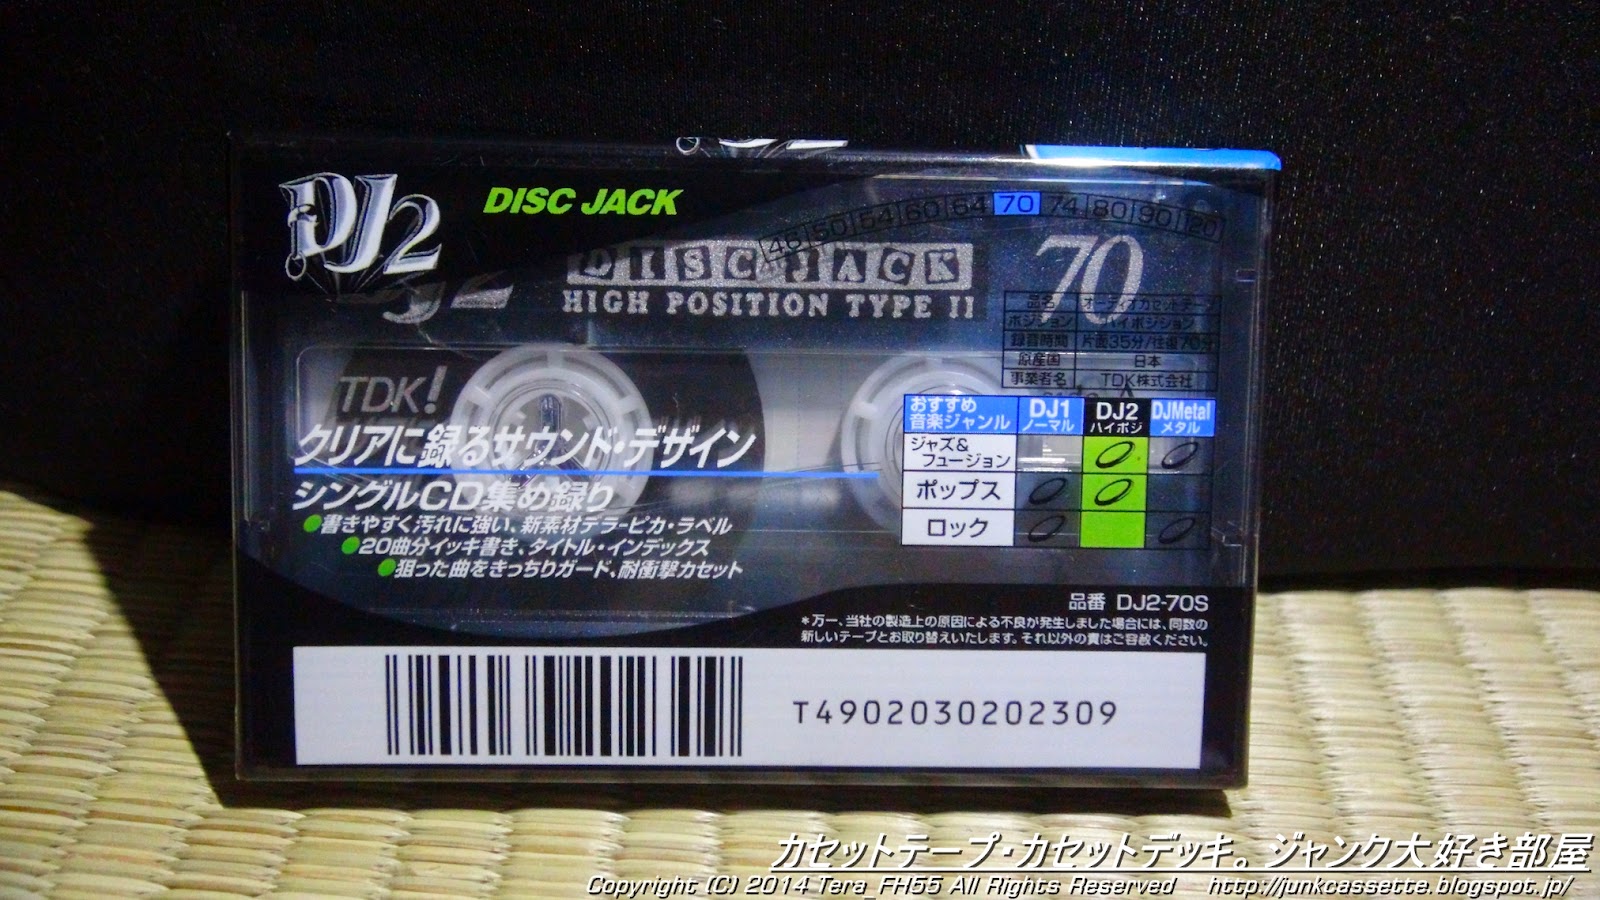 DJ2 DISC JACK
46 50 54 60 64 70 74 80 90 120
DISC JACK
HIGH POSITION TYPE II
70
品名 オーディオカセットテープ
ポジション ハイポジション
録音時間 片面35分/往復70分
原産国 日本
事業者名 TDK株式会社
TDK!
クリアに録るサウンド・デザイン
シングルCD集め録り
●書きやすく汚れに強い、新素材テラーピカ・ラベル
●20曲分イッキ書き、タイトル・インデックス
●狙った曲をきっちりガード、耐衝撃カセット
おすすめ音楽ジャンル DJ1ノーマル DJ2ハイポジ DJMetalメタル
ジャズ&フュージョン
ポップス
ロック
品番 DJ2-70S
*万一、当社の製造上の原因による不良が発生しました場合には、同数の
新しいテープとお取り替えいたします。それ以外の責はご容赦ください。
T4902030202309
カセットテープ・カセットデッキ。ジャンク大好き部屋
Copyright (C) 2014 Tera_FH55 All Rights Reserved http://junkcassette.blogspot.jp/